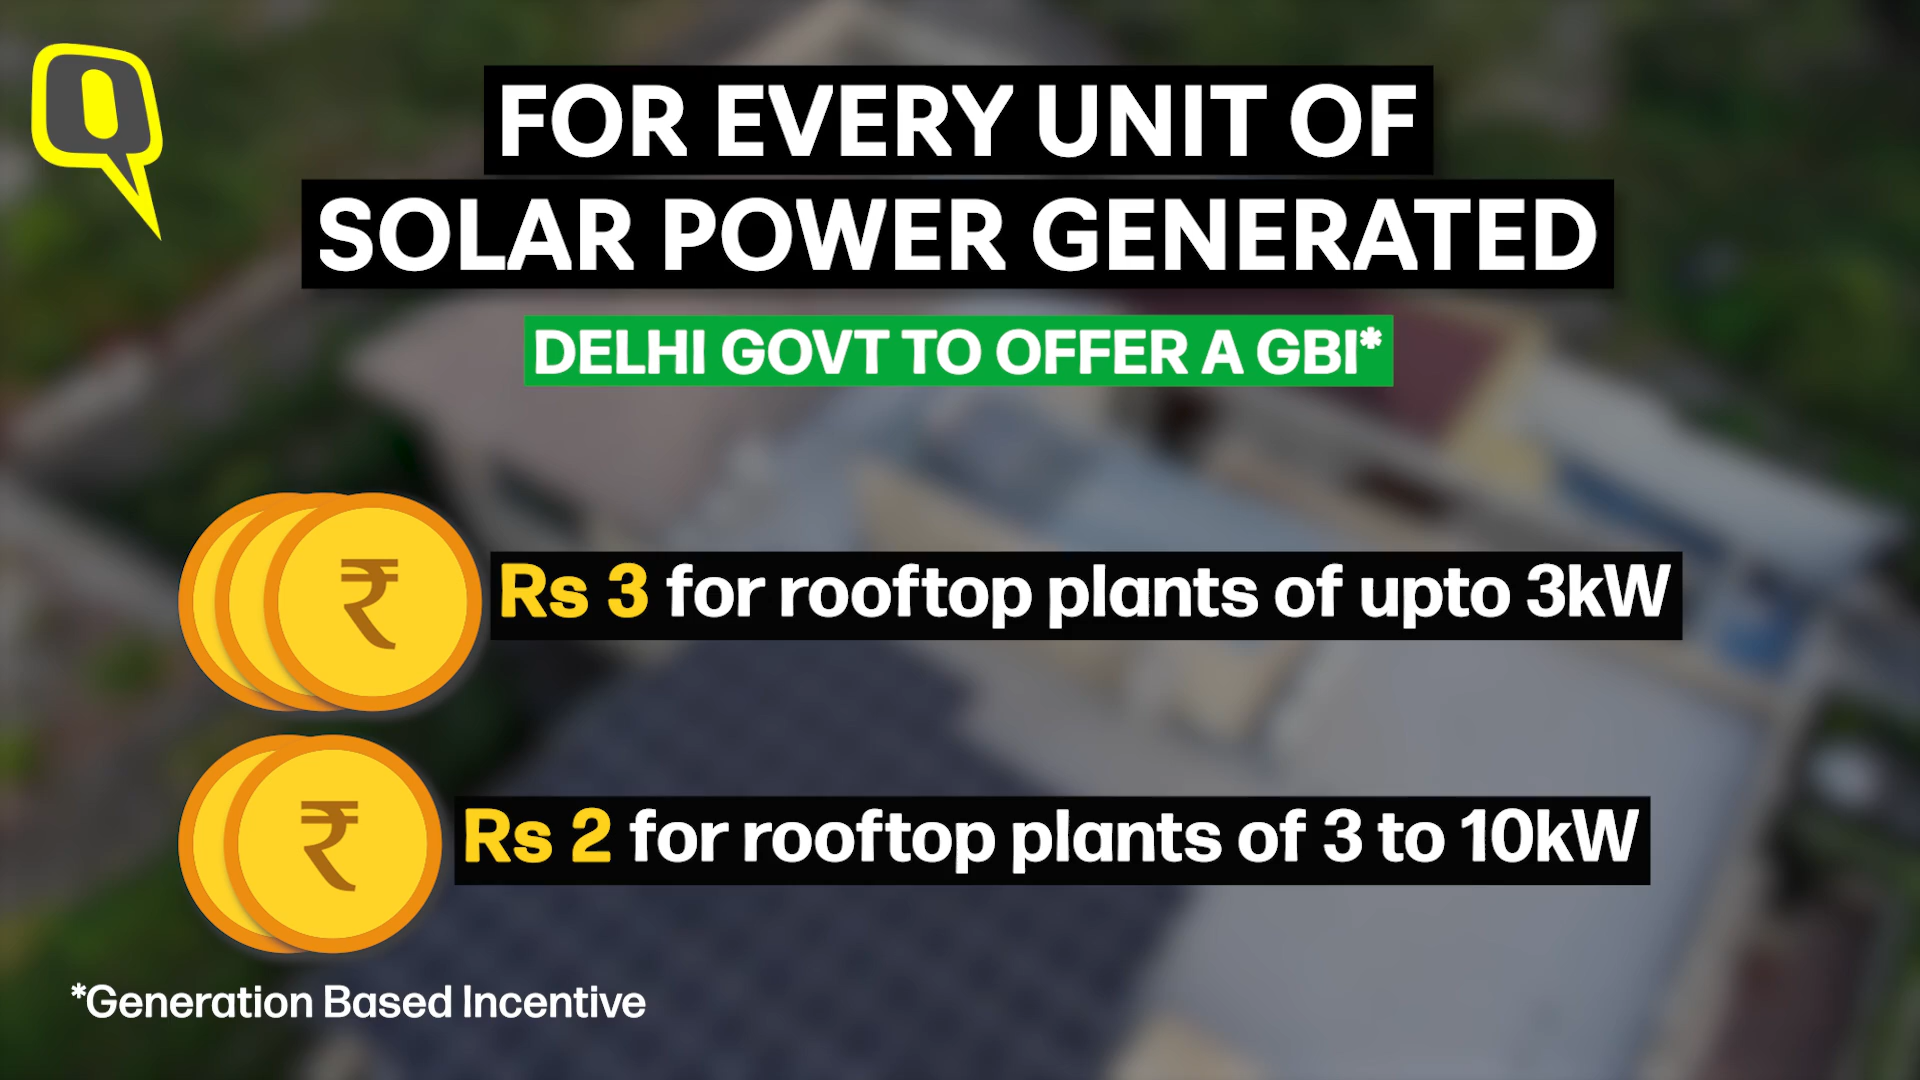 FOR EVERY UNIT OF
SOLAR POWER GENERATED
DELHI GOVT TO OFFER A GBI*
₹ Rs 3 for rooftop plants of upto 3kW
₹ Rs 2 for rooftop plants of 3 to 10kW
*Generation Based Incentive